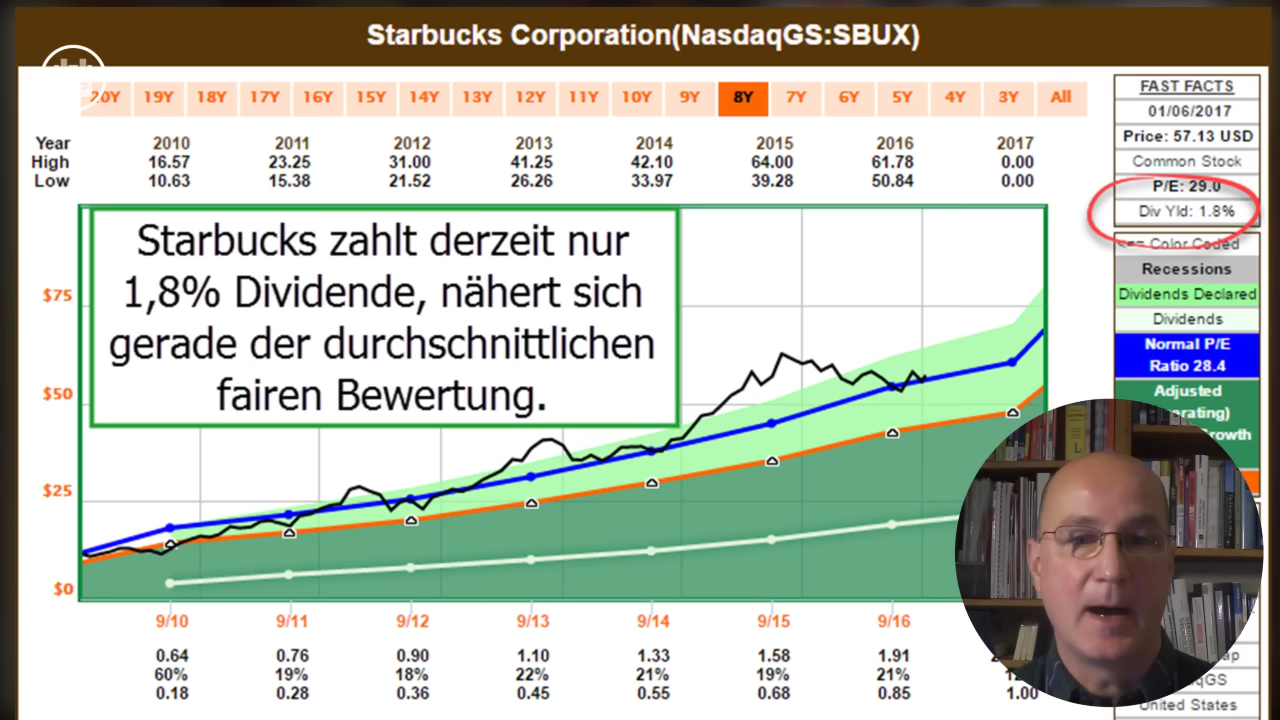 Starbucks Corporation(NasdaqGS:SBUX)
20Y 19Y 18Y 17Y 16Y 15Y 14Y 13Y 12Y 11Y 10Y 9Y 8Y 7Y 6Y 5Y 4Y 3Y All
Year 2010 2011 2012 2013 2014 2015 2016 2017
High 16.57 23.25 31.00 41.25 42.10 64.00 61.78 0.00
Low 10.63 15.38 21.52 26.26 33.97 39.28 50.84 0.00
Starbucks zahlt derzeit nur
1,8% Dividende, nähert sich
gerade der durchschnittlichen
fairen Bewertung.
$75
$50
$25
$0
9/10 9/11 9/12 9/13 9/14 9/15 9/16
0.64 0.76 0.90 1.10 1.33 1.58 1.91
60% 19% 18% 22% 21% 19% 21%
0.18 0.28 0.36 0.45 0.55 0.68 0.85 1.00
FAST FACTS
01/06/2017
Price: 57.13 USD
Common Stock
P/E: 29.0
Div Yld: 1.8%
<== Color Coded
Recessions
Dividends Declared
Dividends
Normal P/E
Ratio 28.4
Adjusted
United States